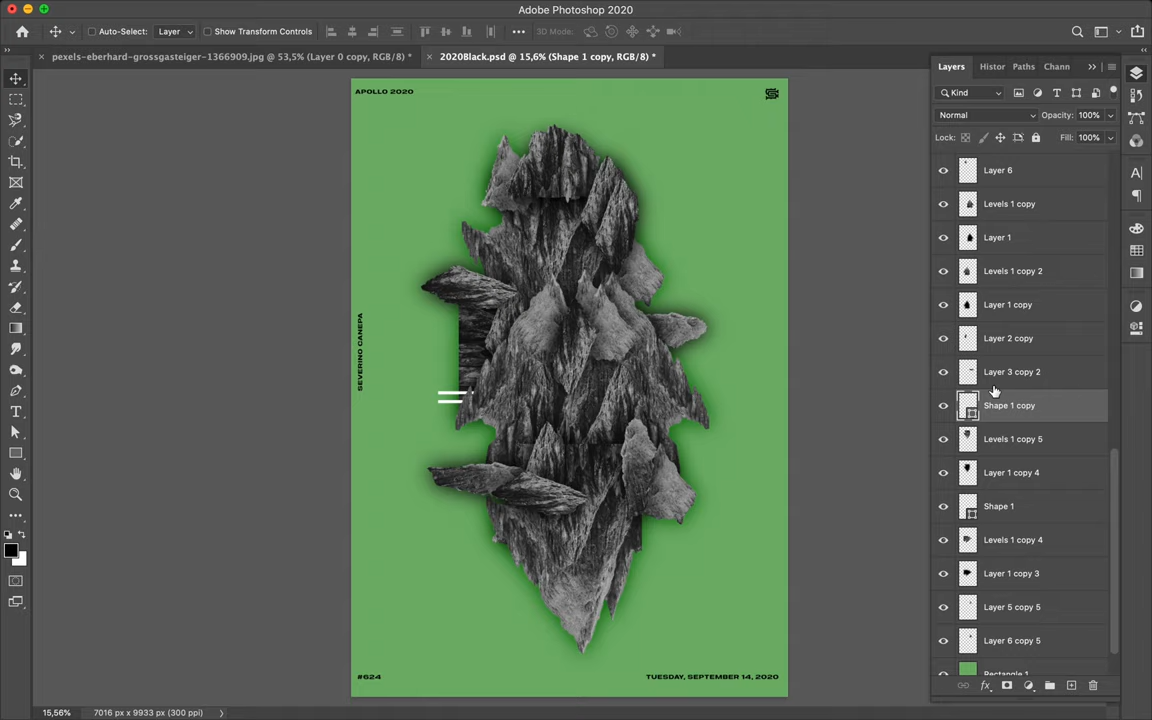 Adobe Photoshop 2020
Auto-Select: Layer Show Transform Controls 3D Mode:
pexels-eberhard-grossgasteiger-1366909.jpg @ 53,5% (Layer 0 copy, RGB/8) *
2020Black.psd @ 15,6% (Shape 1 copy, RGB/8) *
Layers Histor Paths Chann
Kind
Normal Opacity: 100%
Lock: Fill: 100%
Layer 6
Levels 1 copy
Layer 1
Levels 1 copy 2
Layer 1 copy
Layer 2 copy
Layer 3 copy 2
Shape 1 copy
Levels 1 copy 5
Layer 1 copy 4
Shape 1
Levels 1 copy 4
Layer 1 copy 3
Layer 5 copy 5
Layer 6 copy 5
Rectangle 1
APOLLO 2020
SEVERINO CANEPA
#624
TUESDAY, SEPTEMBER 14, 2020
15,56% 7016 px x 9933 px (300 ppi)